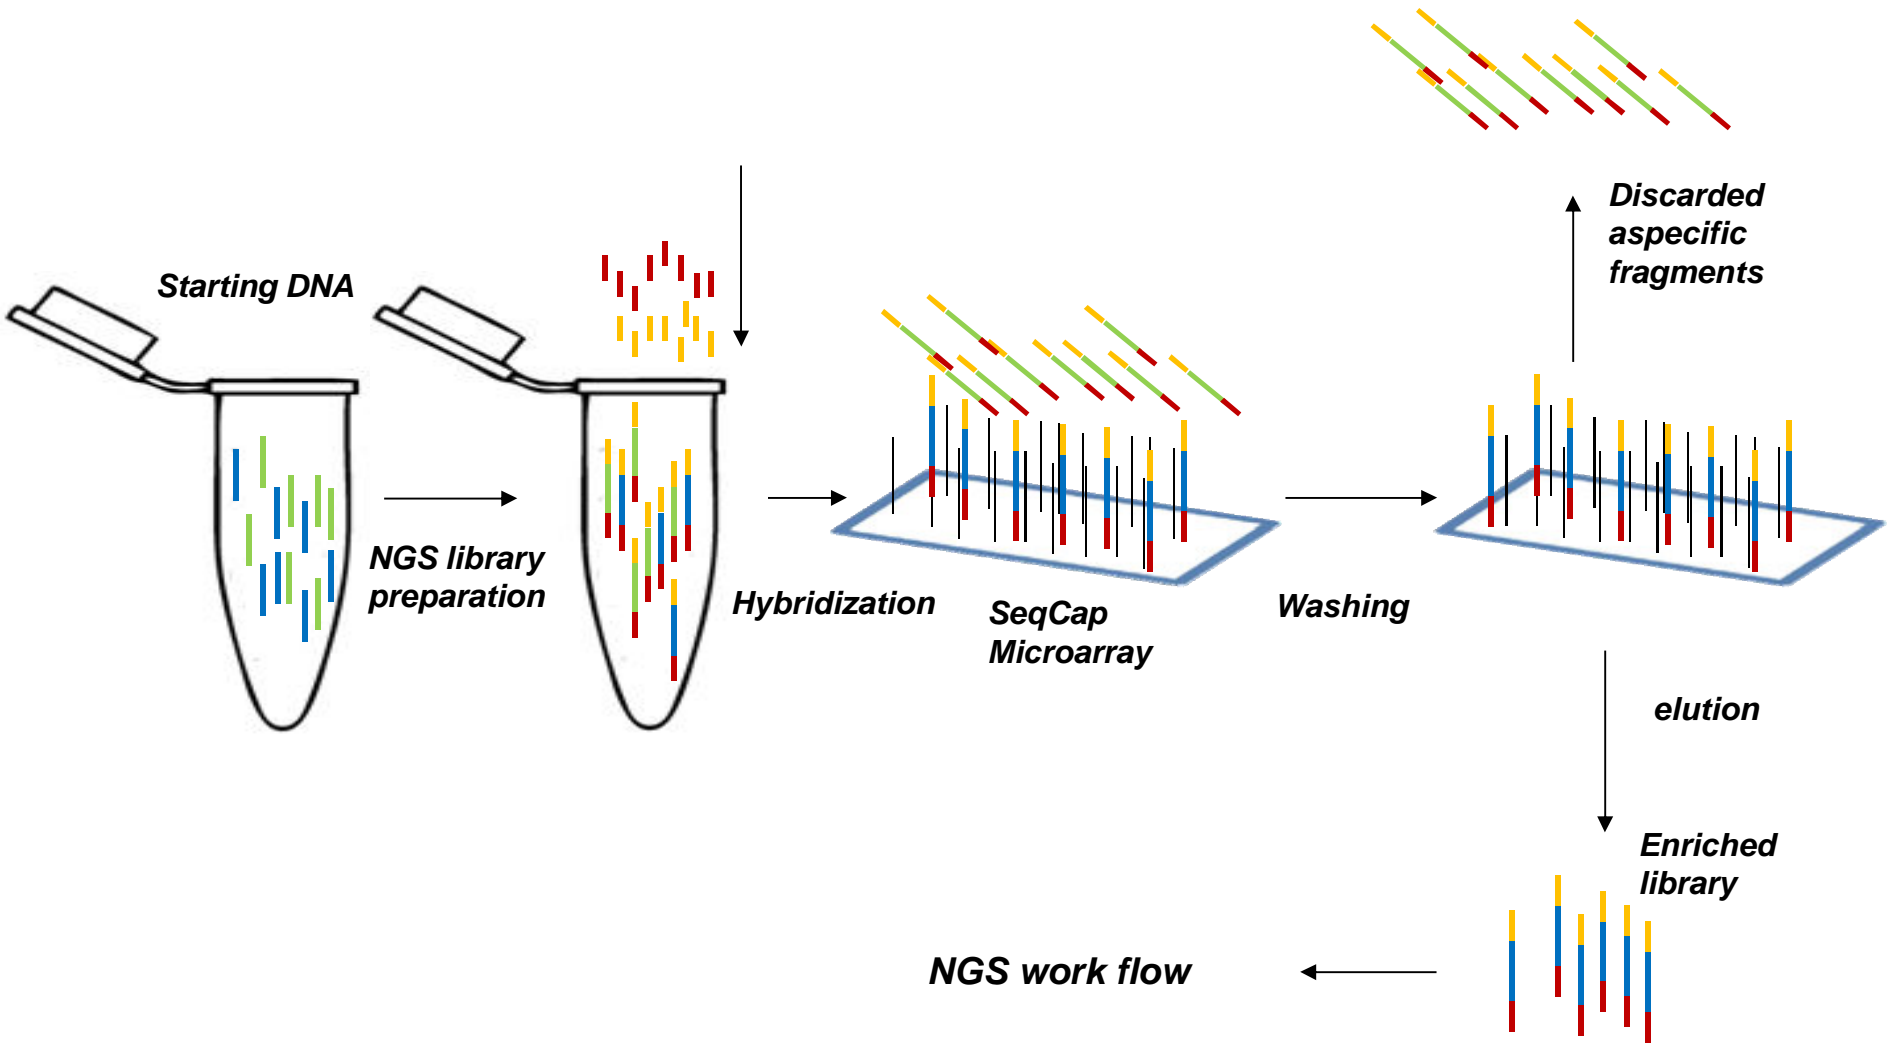 Starting DNA
NGS library
preparation
Hybridization
SeqCap
Microarray
Washing
Discarded
aspecific
fragments
elution
Enriched
library
NGS work flow